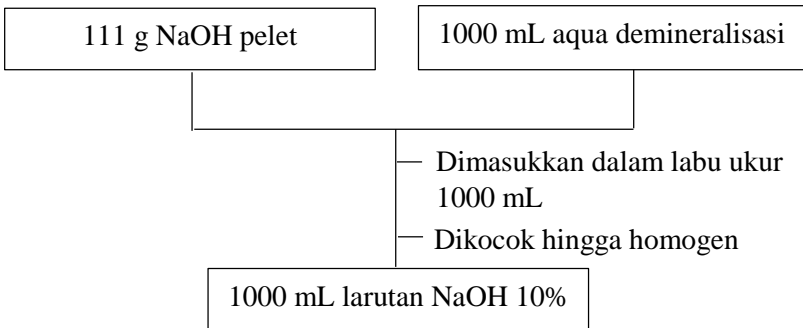 111 g NaOH pelet
1000 mL aqua demineralisasi
Dimasukkan dalam labu ukur
1000 mL
Dikocok hingga homogen
1000 mL larutan NaOH 10%